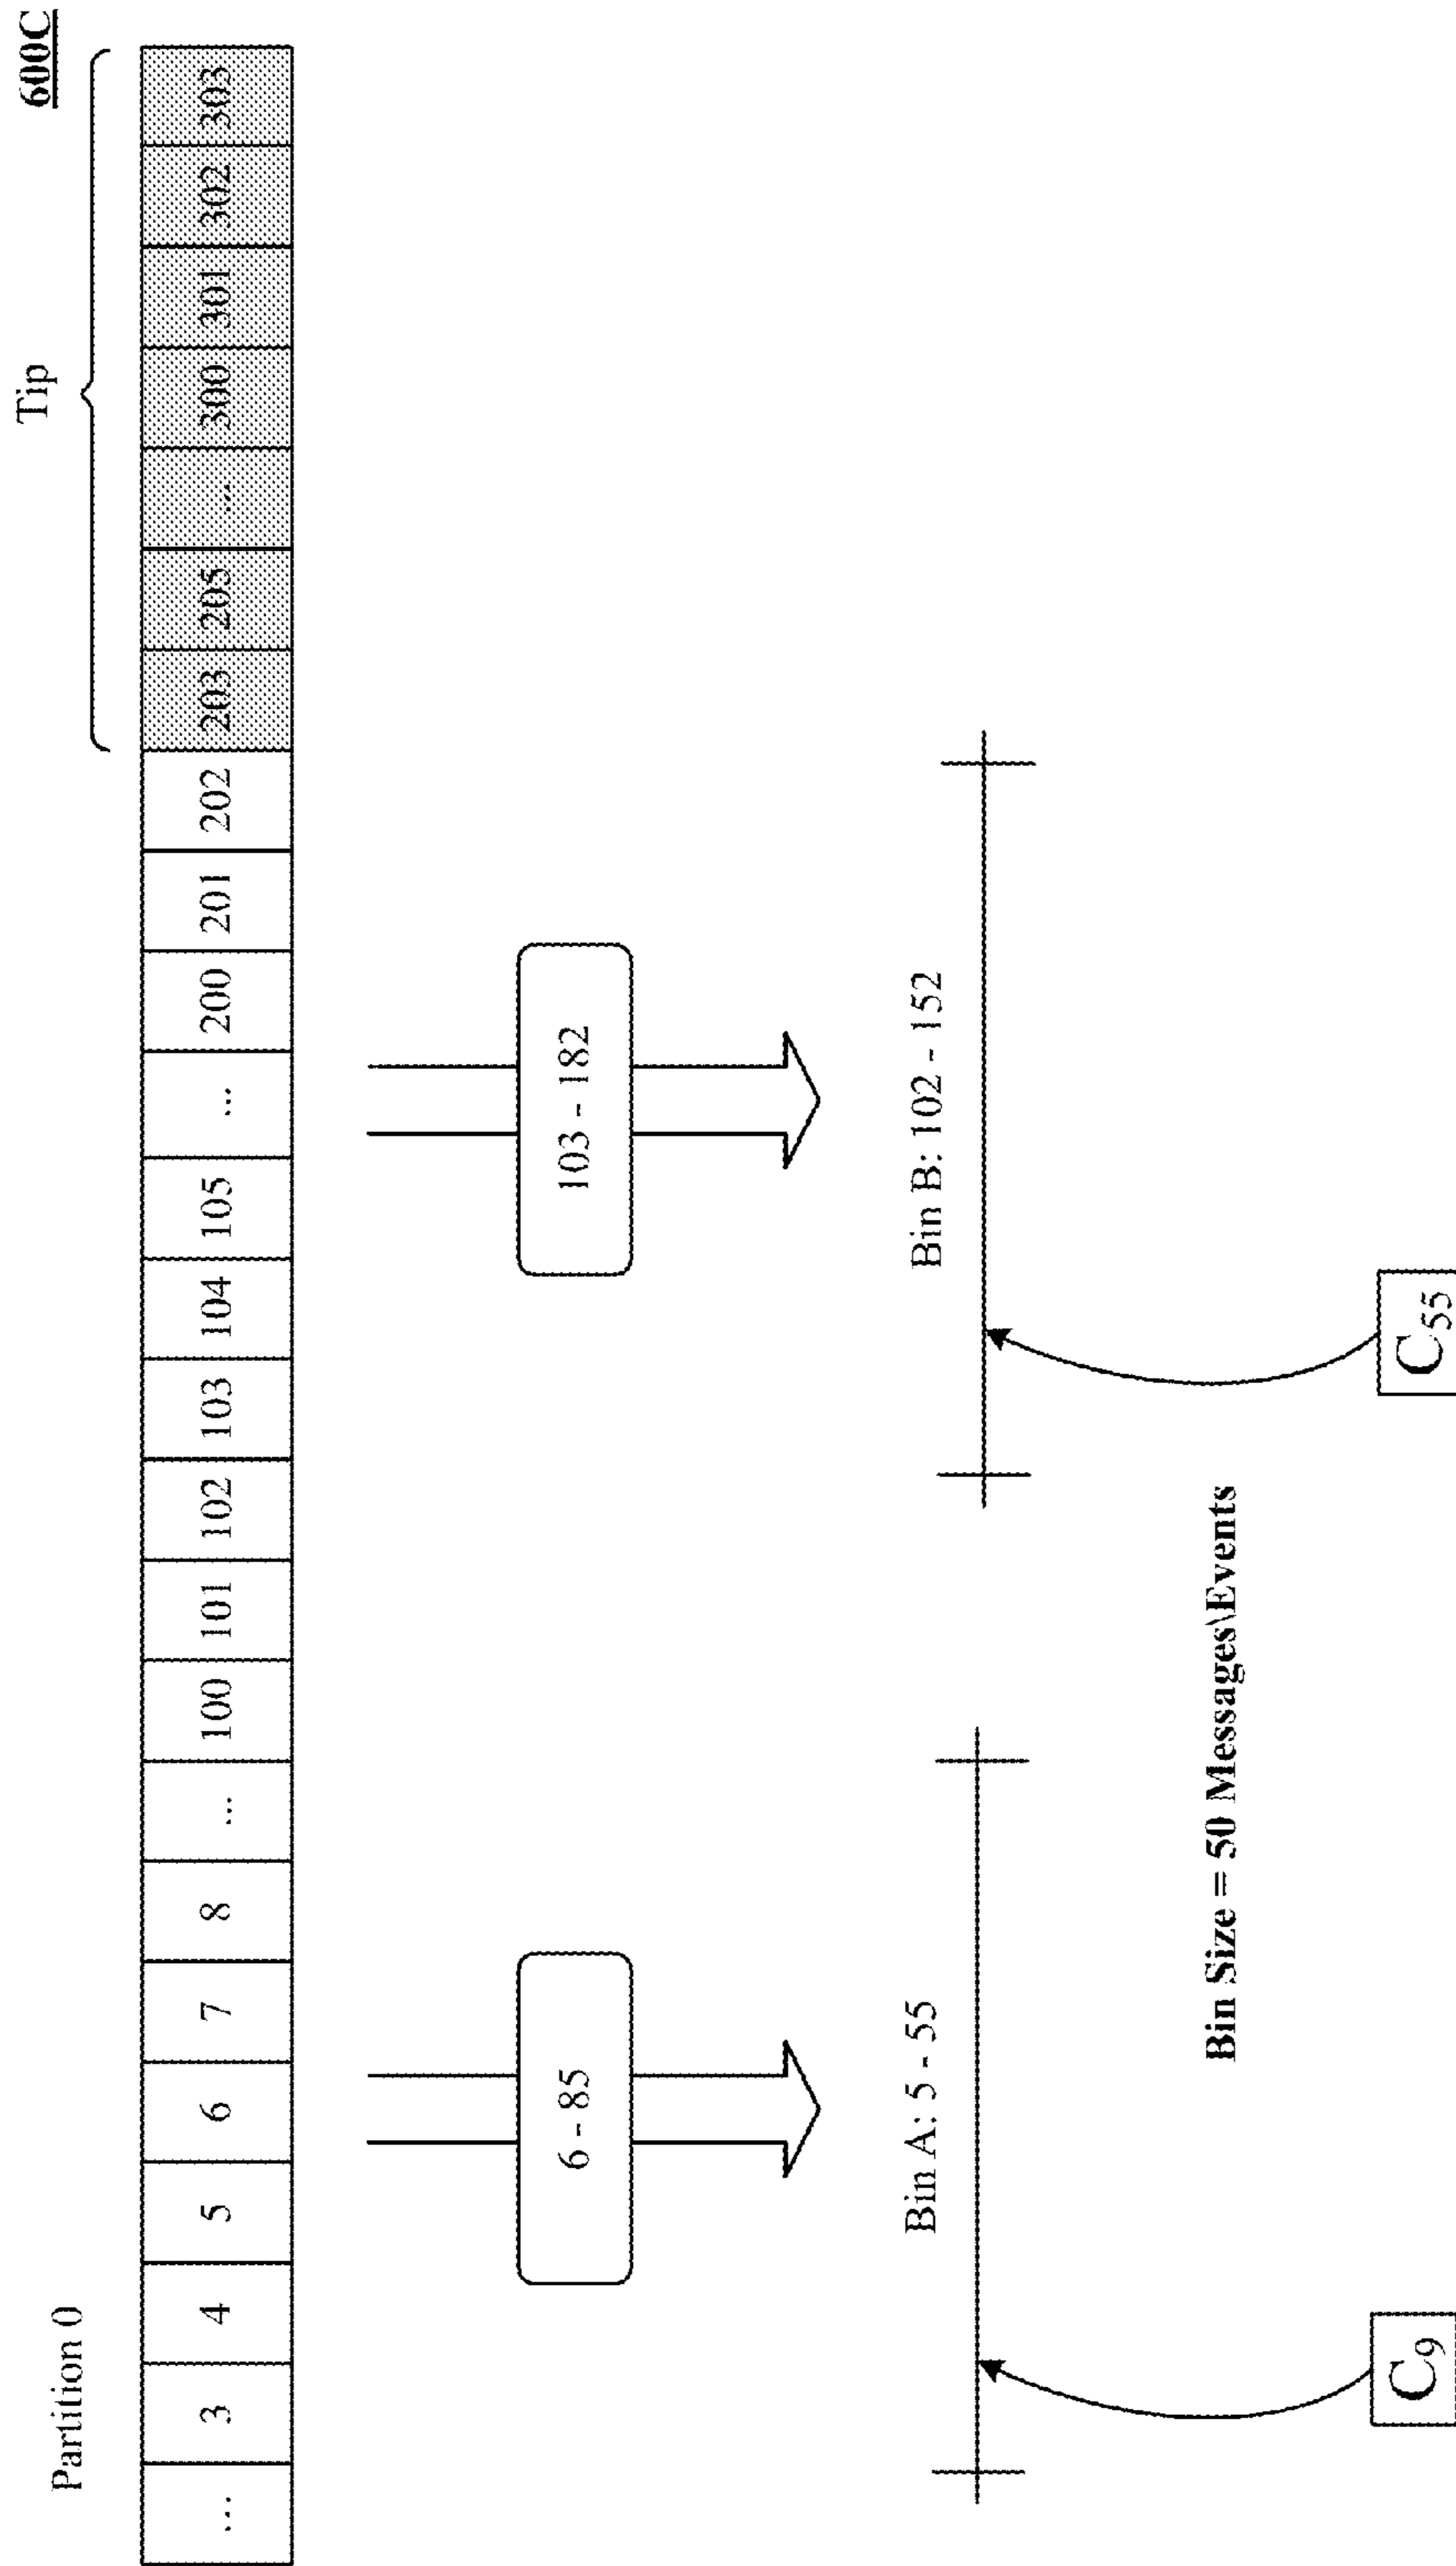 600C
Partition 0
Tip
... 3 4 5 6 7 8 ... 100 101 102 103 104 105 ... 200 201 202 203 205 ... 300 301 302 303
6 - 85
103 - 182
Bin A: 5 - 55
Bin B: 102 - 152
Bin Size = 50 Messages\Events
C9
C55